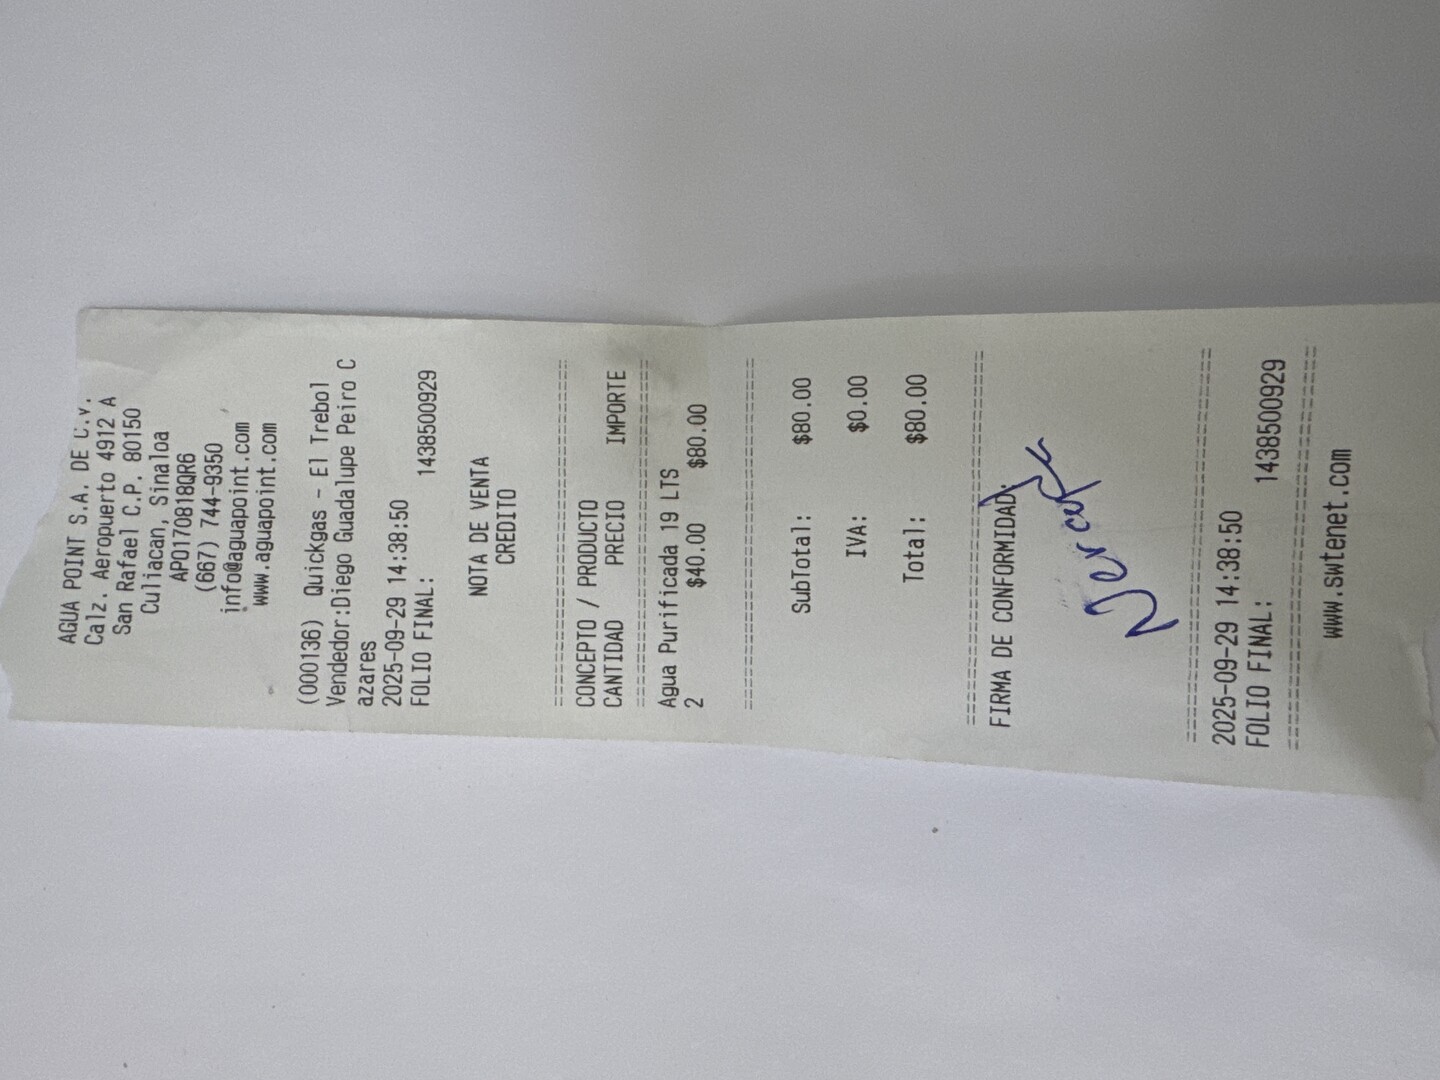 AGUA POINT S.A. DE C.V.
Calz. Aeropuerto 4912 A
San Rafael C.P. 80150
Culiacan, Sinaloa
APO170818QR6
(667) 744-9350
info@aguapoint.com
www.aguapoint.com
(000136) Quickgas - El Trebol
Vendedor:Diego Guadalupe Peiro C
azares
2025-09-29 14:38:50
FOLIO FINAL: 1438500929
NOTA DE VENTA
CREDITO
CONCEPTO / PRODUCTO
CANTIDAD PRECIO IMPORTE
Agua Purificada 19 LTS
2 $40.00 $80.00
SubTotal: $80.00
IVA: $0.00
Total: $80.00
FIRMA DE CONFORMIDAD:
2025-09-29 14:38:50
FOLIO FINAL: 1438500929
www.swtenet.com